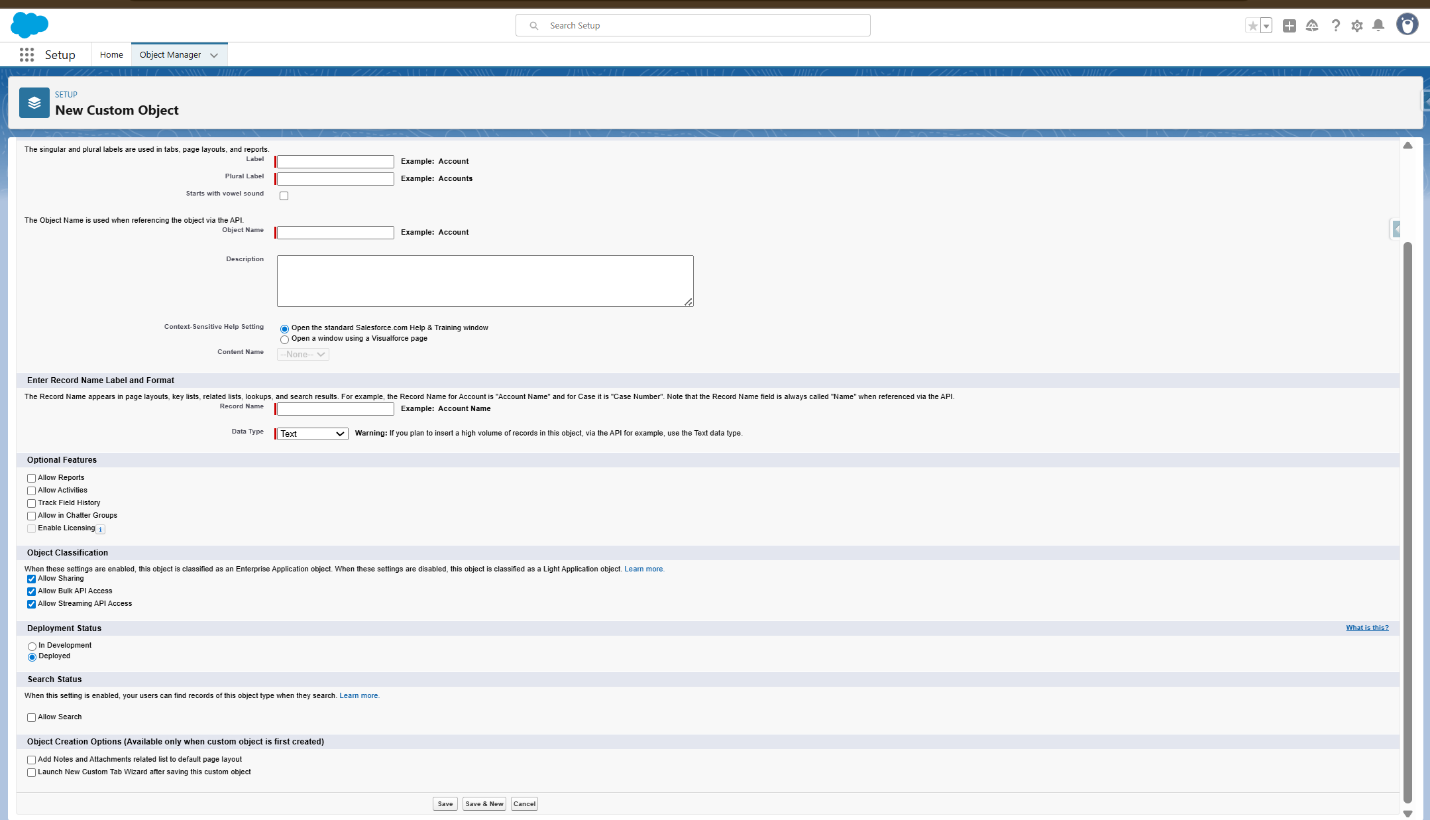 Search Setup
Setup
Home
Object Manager
SETUP
New Custom Object
The singular and plural labels are used in tabs, page layouts, and reports.
Label
Example: Account
Plural Label
Example: Accounts
Starts with vowel sound
The Object Name is used when referencing the object via the API.
Object Name
Example: Account
Description
Context-Sensitive Help Setting
Open the standard Salesforce.com Help & Training window
Open a window using a Visualforce page
Content Name
--None--
Enter Record Name Label and Format
The Record Name appears in page layouts, key lists, related lists, lookups, and search results. For example, the Record Name for Account is "Account Name" and for Case it is "Case Number". Note that the Record Name field is always called "Name" when referenced via the API.
Record Name
Example: Account Name
Data Type
Text
Warning: If you plan to insert a high volume of records in this object, via the API for example, use the Text data type.
Optional Features
Allow Reports
Allow Activities
Track Field History
Allow in Chatter Groups
Enable Licensing i
Object Classification
When these settings are enabled, this object is classified as an Enterprise Application object. When these settings are disabled, this object is classified as a Light Application object. Learn more.
Allow Sharing
Allow Bulk API Access
Allow Streaming API Access
Deployment Status
What is this?
In Development
Deployed
Search Status
When this setting is enabled, your users can find records of this object type when they search. Learn more.
Allow Search
Object Creation Options (Available only when custom object is first created)
Add Notes and Attachments related list to default page layout
Launch New Custom Tab Wizard after saving this custom object
Save
Save & New
Cancel